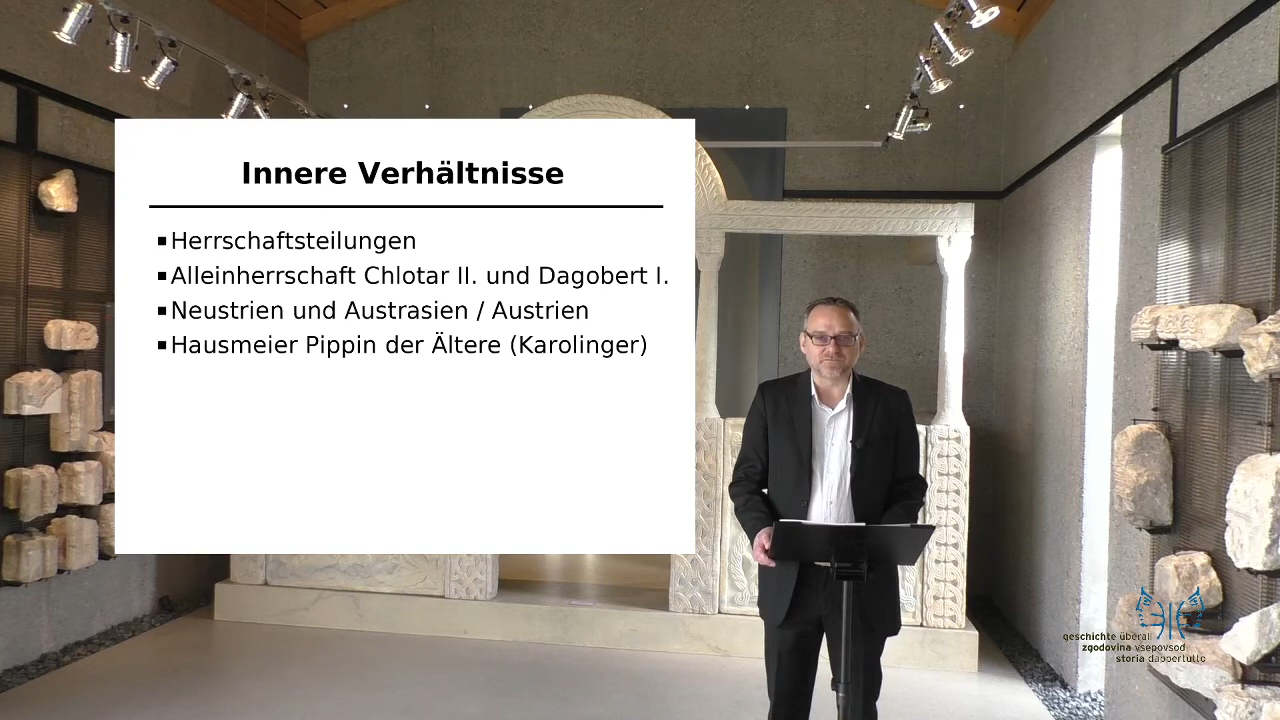 Innere Verhältnisse
▪Herrschaftsteilungen
▪Alleinherrschaft Chlotar II. und Dagobert I.
▪Neustrien und Austrasien / Austrien
▪Hausmeier Pippin der Ältere (Karolinger)
geschichte überall
zgodovina vsepovsod
storia dappertutto